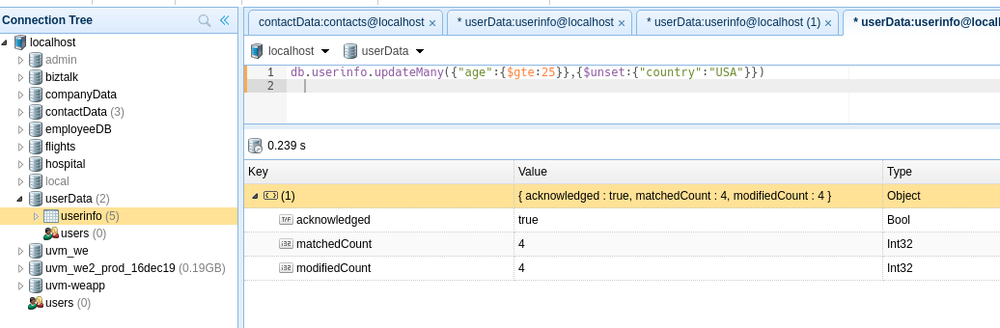 Connection Tree
localhost
admin
biztalk
companyData
contactData (3)
employeeDB
flights
hospital
local
userData (2)
userinfo (5)
users (0)
uvm_we
uvm_we2_prod_16dec19 (0.19GB)
uvm-weapp
users (0)
contactData:contacts@localhost × * userData:userinfo@localhost × * userData:userinfo@localhost (1) × * userData:userinfo@local
localhost userData
1 db.userinfo.updateMany({"age":{$gte:25}},{$unset:{"country":"USA"}})
2
0.239 s
Key Value Type
(1) { acknowledged : true, matchedCount : 4, modifiedCount : 4 } Object
T/F acknowledged true Bool
i32 matchedCount 4 Int32
i32 modifiedCount 4 Int32